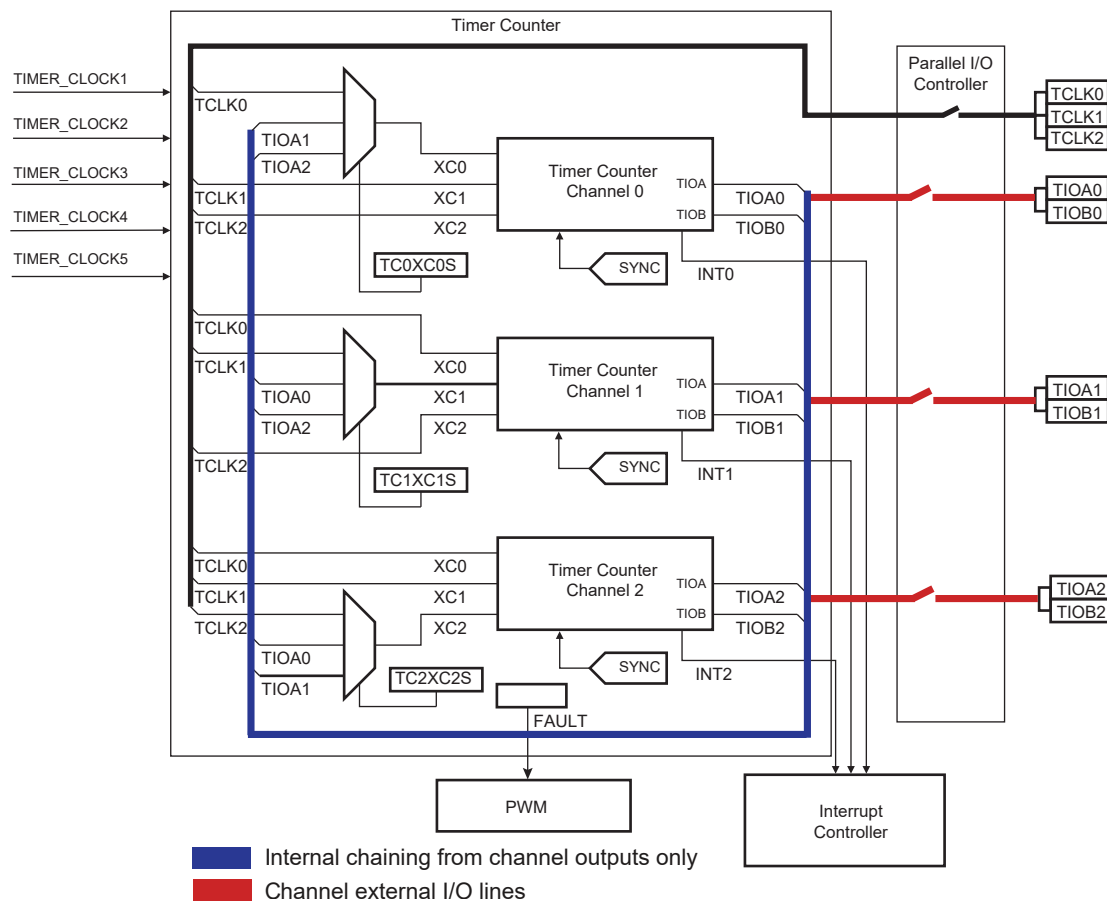 Timer Counter
Parallel I/O
Controller
TIMER_CLOCK1
TIMER_CLOCK2
TIMER_CLOCK3
TIMER_CLOCK4
TIMER_CLOCK5
TCLK0
TIOA1
TIOA2
TCLK1
TCLK2
XC0
XC1
XC2
Timer Counter
Channel 0
TIOA
TIOB
TIOA0
TIOB0
TC0XC0S
SYNC
INT0
TCLK0
TCLK1
TIOA0
TIOA2
TCLK2
XC0
XC1
XC2
Timer Counter
Channel 1
TIOA
TIOB
TIOA1
TIOB1
TC1XC1S
SYNC
INT1
TCLK0
TCLK1
TCLK2
TIOA0
TIOA1
XC0
XC1
XC2
Timer Counter
Channel 2
TIOA
TIOB
TIOA2
TIOB2
TC2XC2S
SYNC
INT2
FAULT
TCLK0
TCLK1
TCLK2
TIOA0
TIOB0
TIOA1
TIOB1
TIOA2
TIOB2
PWM
Interrupt
Controller
Internal chaining from channel outputs only
Channel external I/O lines